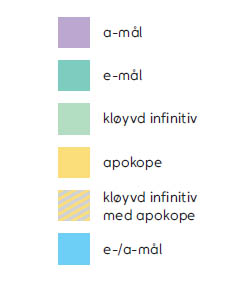 a-mål
e-mål
kløyvd infinitiv
apokope
kløyvd infinitiv
med apokope
e-/a-mål